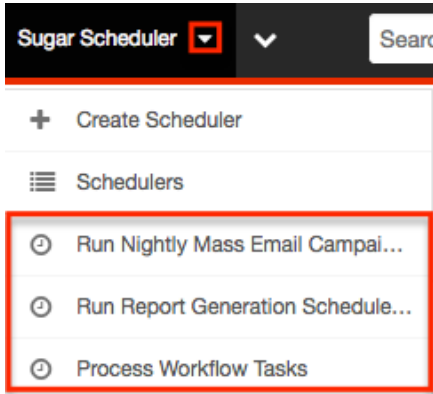 Sugar Scheduler
Searc
Create Scheduler
Schedulers
Run Nightly Mass Email Campai...
Run Report Generation Schedule...
Process Workflow Tasks